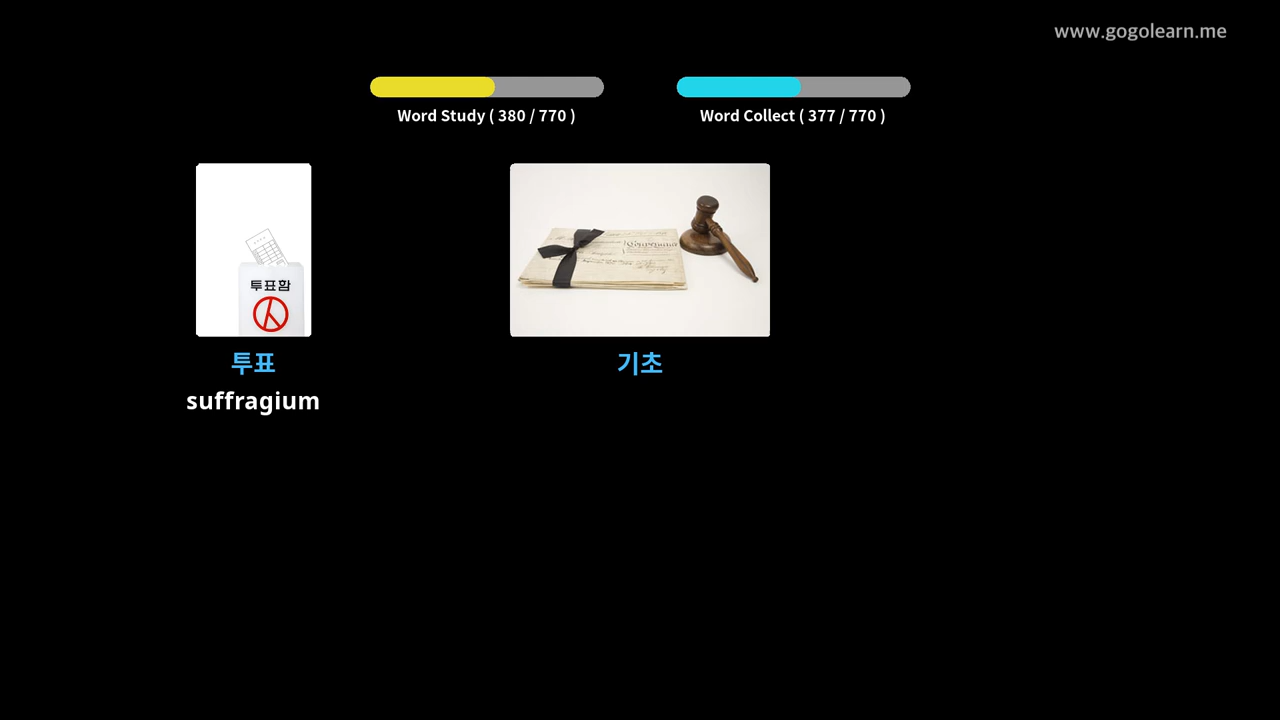 www.gogolearn.me
Word Study ( 380 / 770 )
Word Collect ( 377 / 770 )
투표함
투표
suffragium
기초